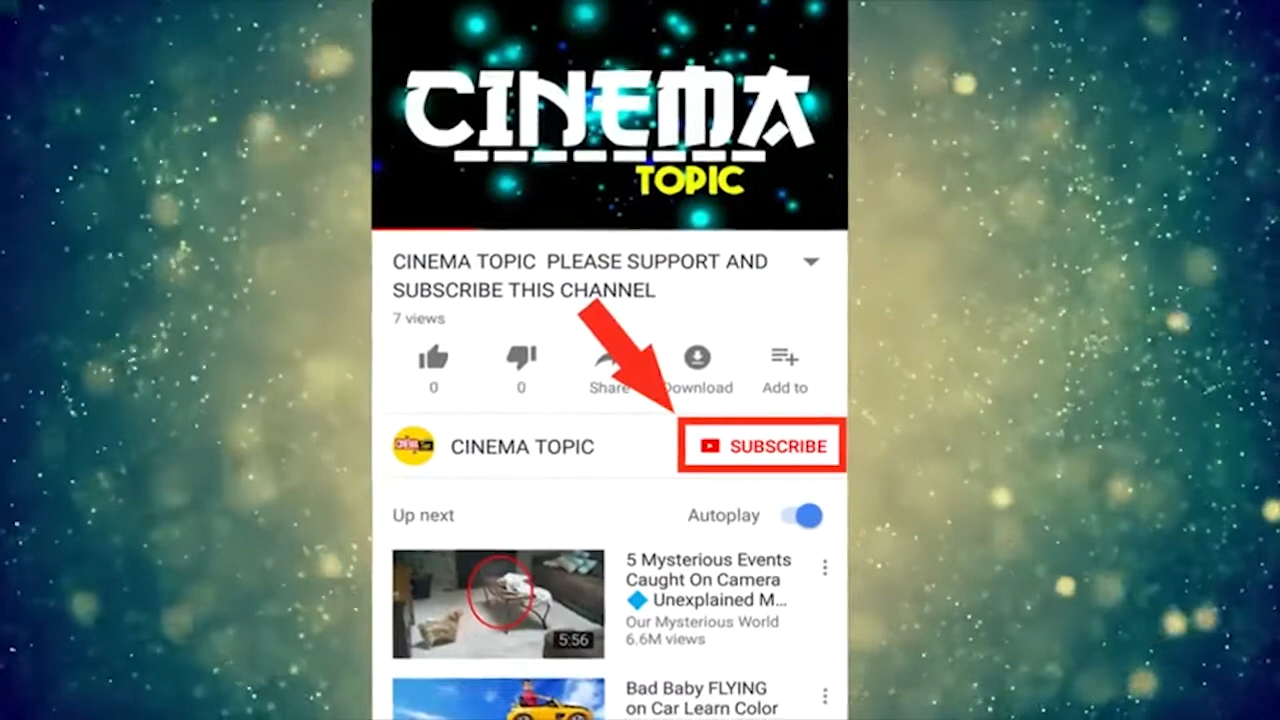 CINEMA
TOPIC
CINEMA TOPIC PLEASE SUPPORT AND
SUBSCRIBE THIS CHANNEL
7 views
0
0
Share
Download
Add to
CINEMA TOPIC
SUBSCRIBE
Up next
Autoplay
5 Mysterious Events
Caught On Camera
🔷 Unexplained M...
Our Mysterious World
6.6M views
5:56
Bad Baby FLYING
on Car Learn Color